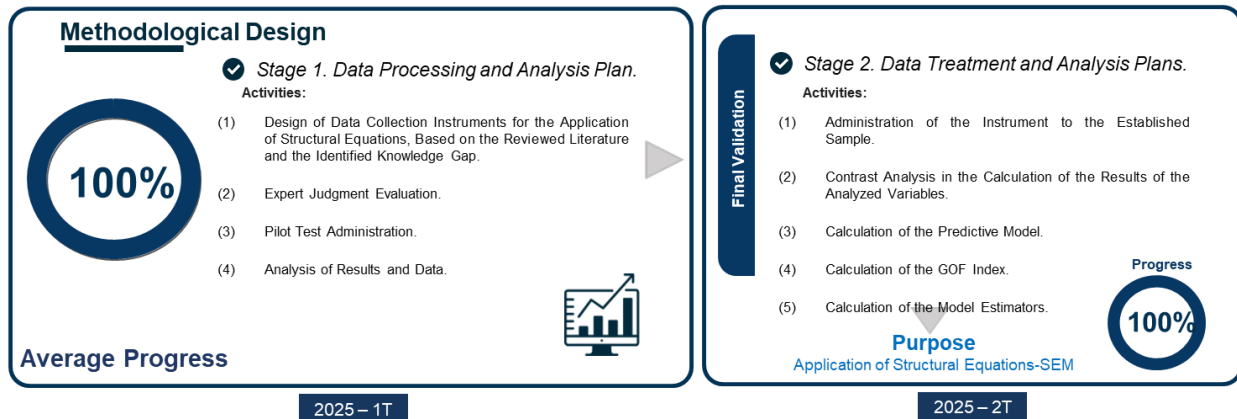 Methodological Design
Stage 1. Data Processing and Analysis Plan.
Activities:
(1) Design of Data Collection Instruments for the Application
of Structural Equations, Based on the Reviewed Literature
and the Identified Knowledge Gap.
(2) Expert Judgment Evaluation.
(3) Pilot Test Administration.
(4) Analysis of Results and Data.
100%
Average Progress
2025 – 1T
Final Validation
Stage 2. Data Treatment and Analysis Plans.
Activities:
(1) Administration of the Instrument to the Established
Sample.
(2) Contrast Analysis in the Calculation of the Results of the
Analyzed Variables.
(3) Calculation of the Predictive Model.
(4) Calculation of the GOF Index.
(5) Calculation of the Model Estimators.
Progress
100%
Purpose
Application of Structural Equations-SEM
2025 – 2T